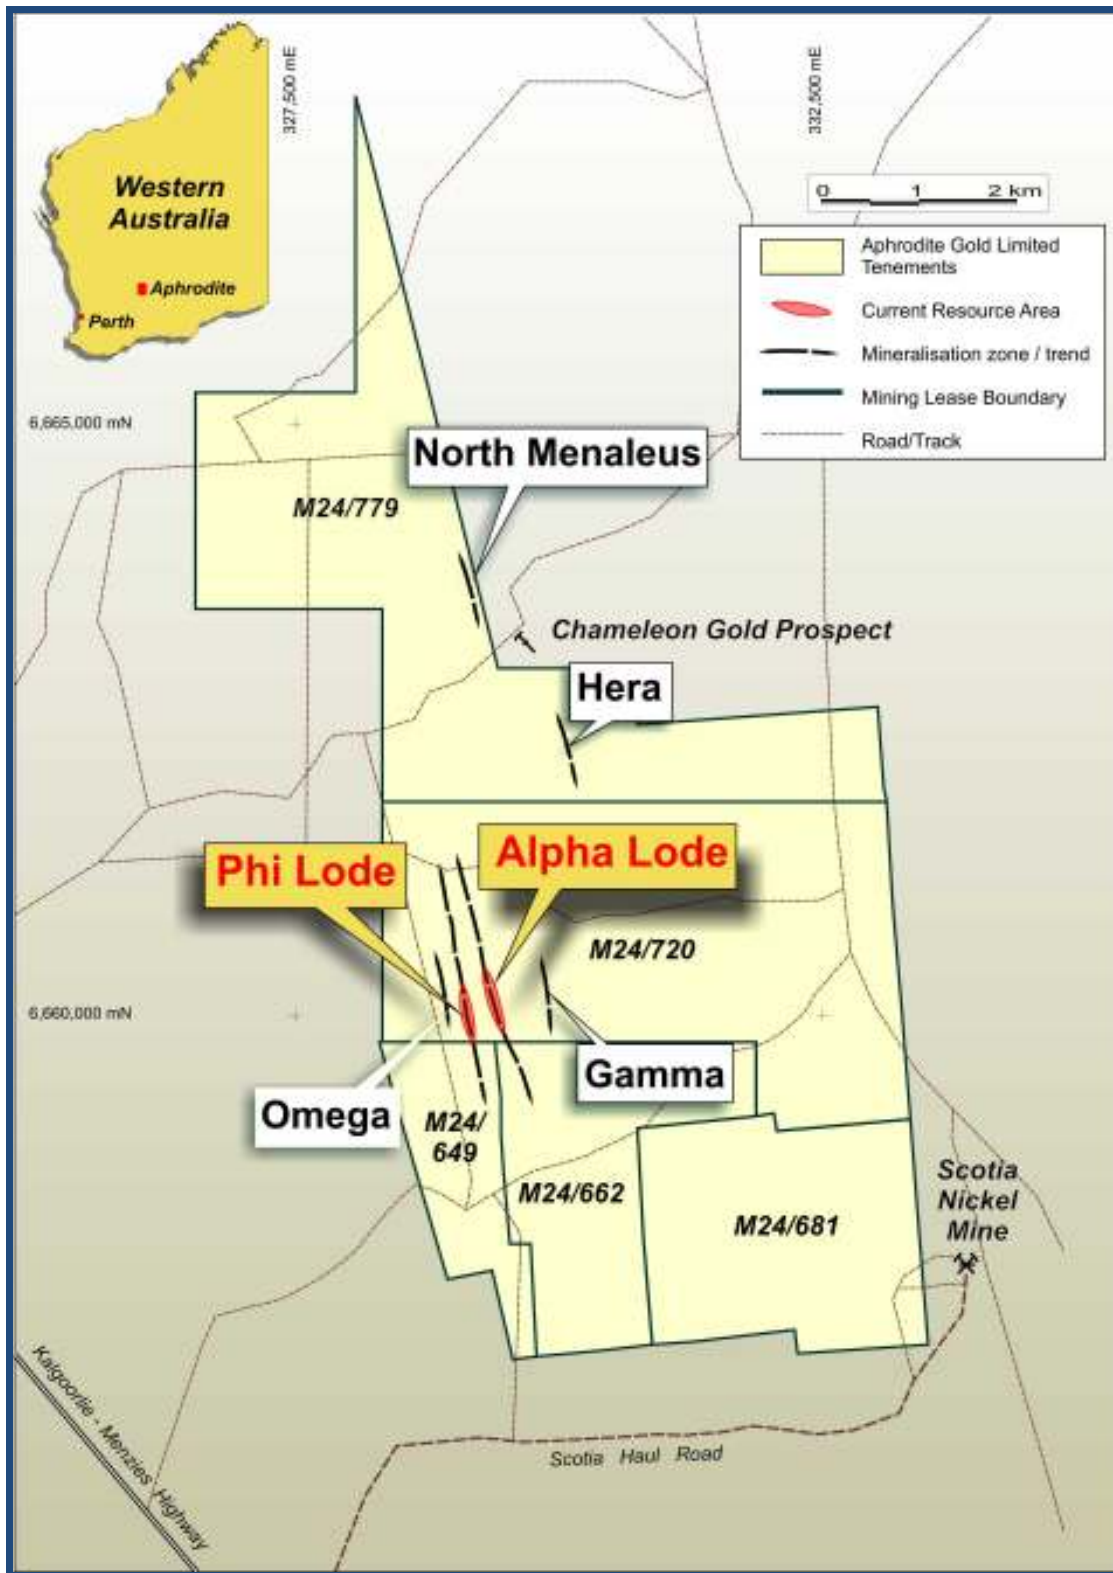 327,500 mE
332,500 mE
Western
Australia
Aphrodite
Perth
0 1 2 km
Aphrodite Gold Limited
Tenements
Current Resource Area
Mineralisation zone / trend
Mining Lease Boundary
Road/Track
6,665,000 mN
North Menaleus
M24/779
Chameleon Gold Prospect
Hera
Phi Lode
Alpha Lode
M24/720
6,660,000 mN
Gamma
Omega
M24/
649
M24/662
M24/681
Scotia
Nickel
Mine
Kalgoorlie - Menzies Highway
Scotia Haul Road